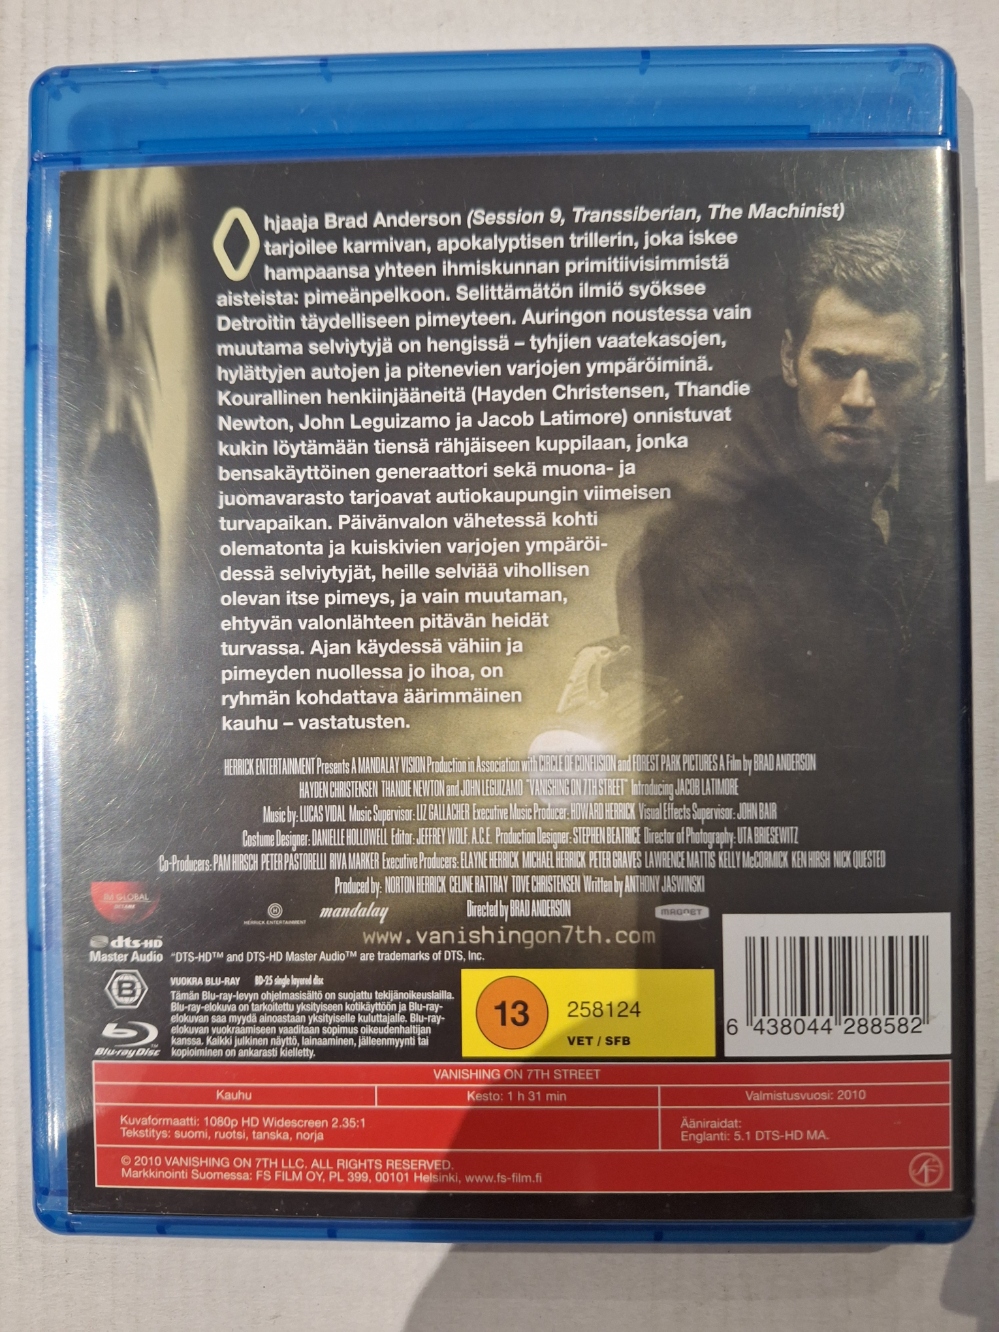 Ohjaaja Brad Anderson (Session 9, Transsiberian, The Machinist)
tarjoilee karmivan, apokalyptisen trillerin, joka iskee
hampaansa yhteen ihmiskunnan primitiivisimmistä
aisteista: pimeänpelkoon. Selittämätön ilmiö syöksee
Detroitin täydelliseen pimeyteen. Auringon noustessa vain
muutama selviytyjä on hengissä – tyhjien vaatekasojen,
hylättyjen autojen ja pitenevien varjojen ympäröiminä.
Kourallinen henkiinjääneitä (Hayden Christensen, Thandie
Newton, John Leguizamo ja Jacob Latimore) onnistuvat
kukin löytämään tiensä rähjäiseen kuppilaan, jonka
bensakäyttöinen generaattori sekä muona- ja
juomavarasto tarjoavat autiokaupungin viimeisen
turvapaikan. Päivänvalon vähetessä kohti
olematonta ja kuiskivien varjojen ympäröi-
dessä selviytyjät, heille selviää vihollisen
olevan itse pimeys, ja vain muutaman,
ehtyvän valonlähteen pitävän heidät
turvassa. Ajan käydessä vähiin ja
pimeyden nuollessa jo ihoa, on
ryhmän kohdattava äärimmäinen
kauhu – vastatusten.
HERRICK ENTERTAINMENT Presents A MANDALAY VISION Production in Association with CIRCLE OF CONFUSION and FOREST PARK PICTURES A Film by BRAD ANDERSON
HAYDEN CHRISTENSEN THANDIE NEWTON and JOHN LEGUIZAMO "VANISHING ON 7TH STREET" Introducing JACOB LATIMORE
Music by: LUCAS VIDAL Music Supervisor: LIZ GALLACHER Executive Music Producer: HOWARD HERRICK Visual Effects Supervisor: JOHN BAIR
Costume Designer: DANIELLE HOLLOWELL Editor: JEFFREY WOLF, A.C.E. Production Designer: STEPHEN BEATRICE Director of Photography: UTA BRIESEWITZ
Co-Producers: PAM HIRSCH PETER PASTORELLI RIVA MARKER Executive Producers: ELAYNE HERRICK MICHAEL HERRICK PETER GRAVES LAWRENCE MATTIS KELLY McCORMICK KEN HIRSH NICK QUESTED
Produced by: NORTON HERRICK CELINE RATTRAY TOVE CHRISTENSEN Written by ANTHONY JASWINSKI
IM GLOBAL
HERRICK ENTERTAINMENT
mandalay
Directed by BRAD ANDERSON
MAGNET
www.vanishingon7th.com
dts-HD
Master Audio
"DTS-HD™ and DTS-HD Master Audio™ are trademarks of DTS, Inc.
B
VUOKRA BLU-RAY BD-25 single layered disc
Tämän Blu-ray-levyn ohjelmasisältö on suojattu tekijänoikeuslailla.
Blu-ray-elokuva on tarkoitettu yksityiseen kotikäyttöön ja Blu-ray-
elokuvan saa myydä ainoastaan yksityiselle kuluttajalle. Blu-ray-
elokuvan vuokraamiseen vaaditaan sopimus oikeudenhaltijan
kanssa. Kaikki julkinen näyttö, lainaaminen, jälleenmyynti tai
kopioiminen on ankarasti kielletty.
Blu-ray Disc
13
258124
VET / SFB
6 438044 288582
VANISHING ON 7TH STREET
Kauhu
Kesto: 1 h 31 min
Valmistusvuosi: 2010
Kuvaformaatti: 1080p HD Widescreen 2.35:1
Tekstitys: suomi, ruotsi, tanska, norja
Ääniraidat:
Englanti: 5.1 DTS-HD MA.
© 2010 VANISHING ON 7TH LLC. ALL RIGHTS RESERVED.
Markkinointi Suomessa: FS FILM OY, PL 399, 00101 Helsinki, www.fs-film.fi